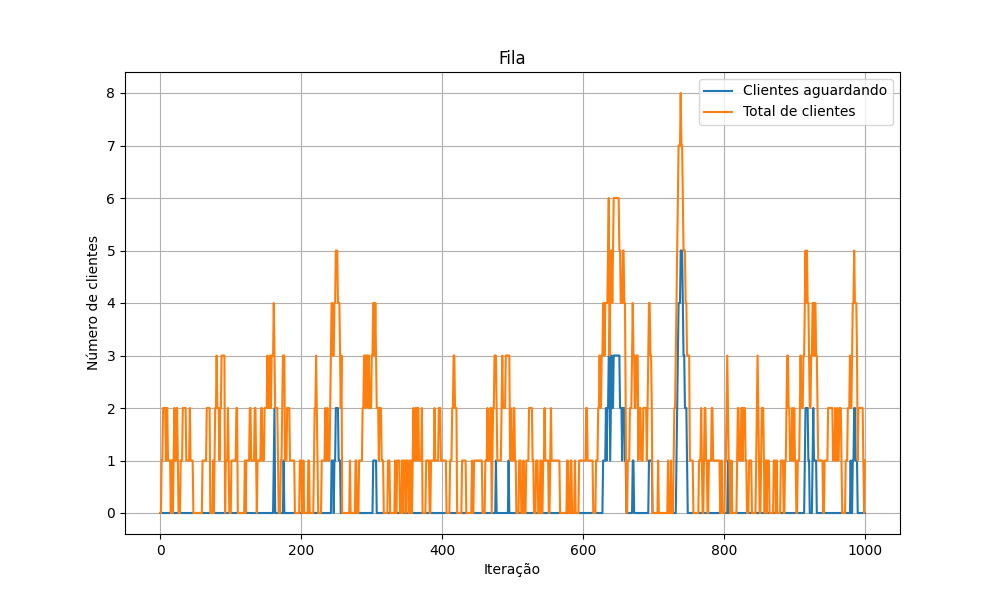 Fila
Clientes aguardando
Total de clientes
8
7
6
5
4
3
2
1
0
Número de clientes
0 200 400 600 800 1000
Iteração